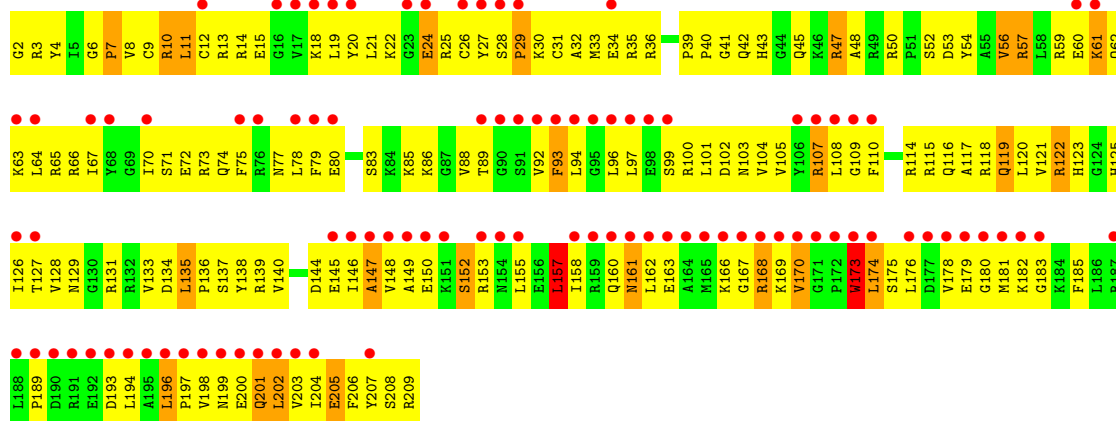 G2 R3 Y4 I5 G6 P7 V8 C9 R10 L11 C12 R13 R14 E15 G16 V17 K18 L19 Y20 L21 K22 G23 E24 R25 C26 Y27 S28 P29 K30 C31 A32 M33 E34 R35 R36 P39 P40 G41 Q42 H43 G44 Q45 K46 R47 A48 R49 R50 P51 S52 D53 Y54 A55 V56 R57 L58 R59 E60 K61
K63 L64 R65 R66 I67 Y68 G69 I70 S71 E72 R73 Q74 F75 R76 N77 L78 F79 E80 S83 K84 K85 K86 G87 V88 T89 G90 S91 V92 F93 L94 G95 L96 L97 E98 S99 R100 L101 D102 N103 V104 V105 Y106 R107 L108 G109 F110 R114 R115 Q116 A117 R118 Q119 L120 V121 R122 H123 G124 H125
I126 T127 V128 N129 G130 R131 R132 V133 D134 L135 P136 S137 Y138 R139 V140 D144 E145 I146 A147 V148 A149 E150 K151 S152 R153 N154 L155 E156 L157 I158 R159 Q160 N161 L162 E163 A164 M165 K166 G167 R168 K169 V170 G171 P172 W173 L174 S175 L176 D177 V178 E179 G180 M181 K182 G183 K184 F185 L186
L188 P189 D190 R191 E192 D193 L194 A195 L196 P197 V198 N199 E200 Q201 L202 V203 I204 E205 F206 Y207 S208 R209